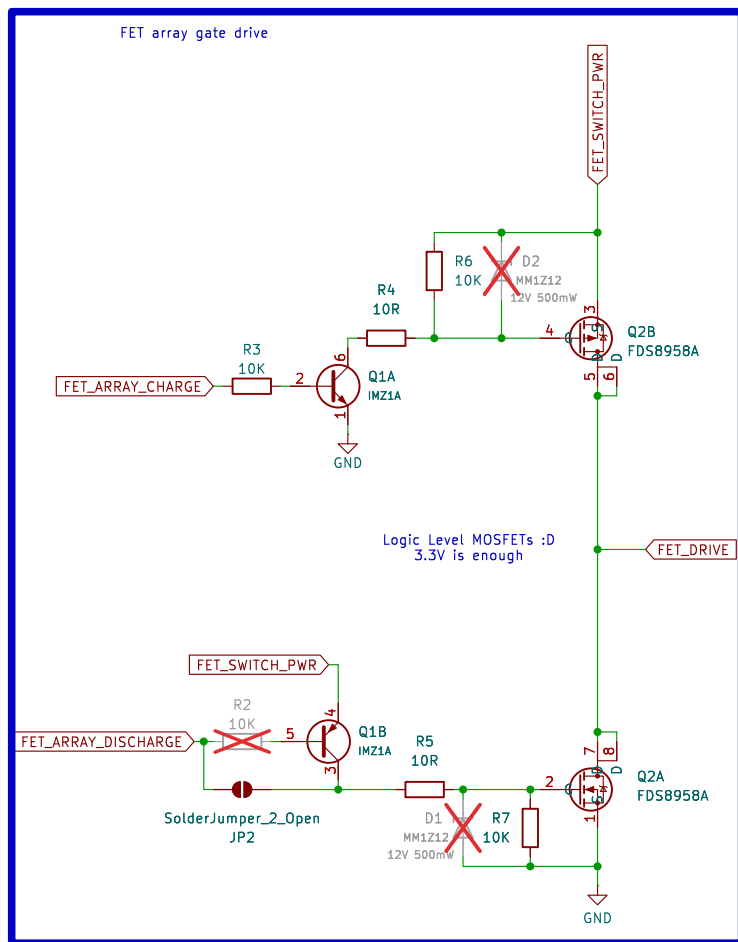 FET array gate drive
FET_SWITCH_PWR
R6
10K
D2
MM1Z12
12V 500mW
R4
10R
3
4
G
S
D
D
5
6
Q2B
FDS8958A
R3
10K
FET_ARRAY_CHARGE
2
6
1
Q1A
IMZ1A
GND
Logic Level MOSFETs :D
3.3V is enough
FET_DRIVE
FET_SWITCH_PWR
R2
10K
FET_ARRAY_DISCHARGE
5
4
3
Q1B
IMZ1A
R5
10R
SolderJumper_2_Open
JP2
D1
MM1Z12
12V 500mW
R7
10K
2
7
8
G
D
D
S
1
Q2A
FDS8958A
GND